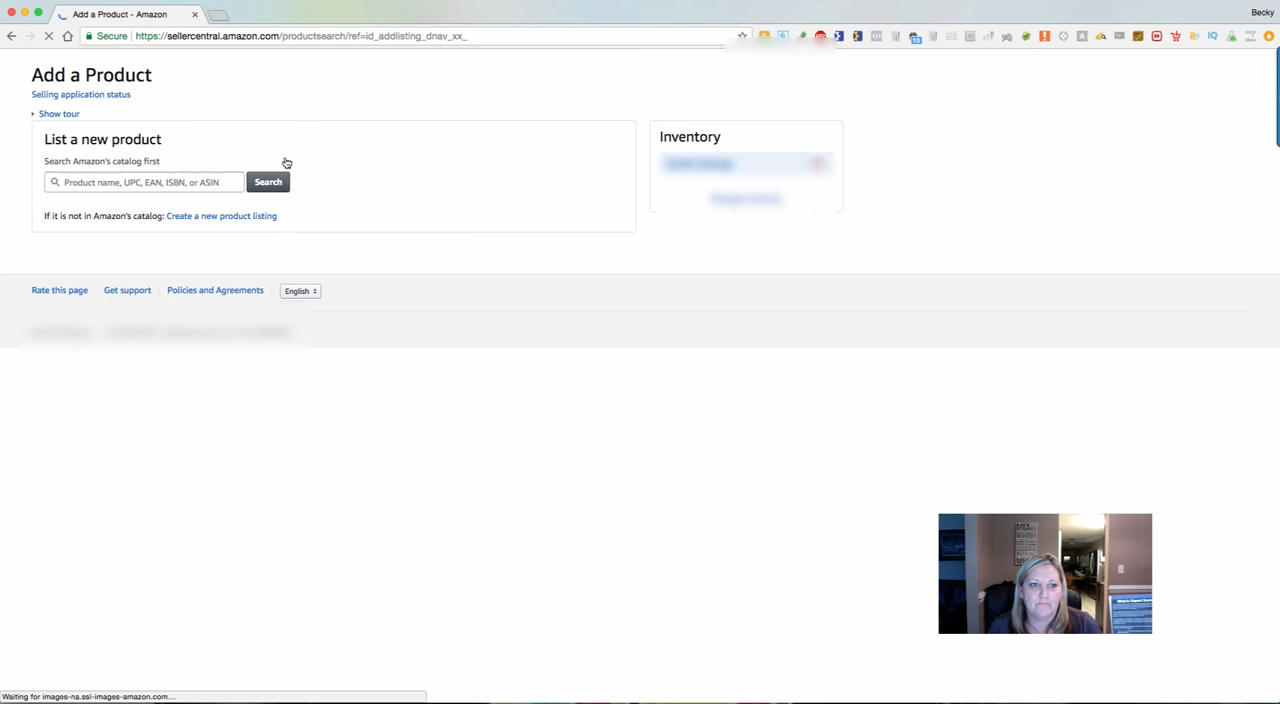 Add a Product - Amazon
Becky
Secure https://sellercentral.amazon.com/productsearch/ref=id_addlisting_dnav_xx_
10
Add a Product
Selling application status
Show tour
List a new product
Search Amazon's catalog first
Product name, UPC, EAN, ISBN, or ASIN
Search
If it is not in Amazon's catalog: Create a new product listing
Inventory
Rate this page
Get support
Policies and Agreements
English
Waiting for images-na.ssl-images-amazon.com...